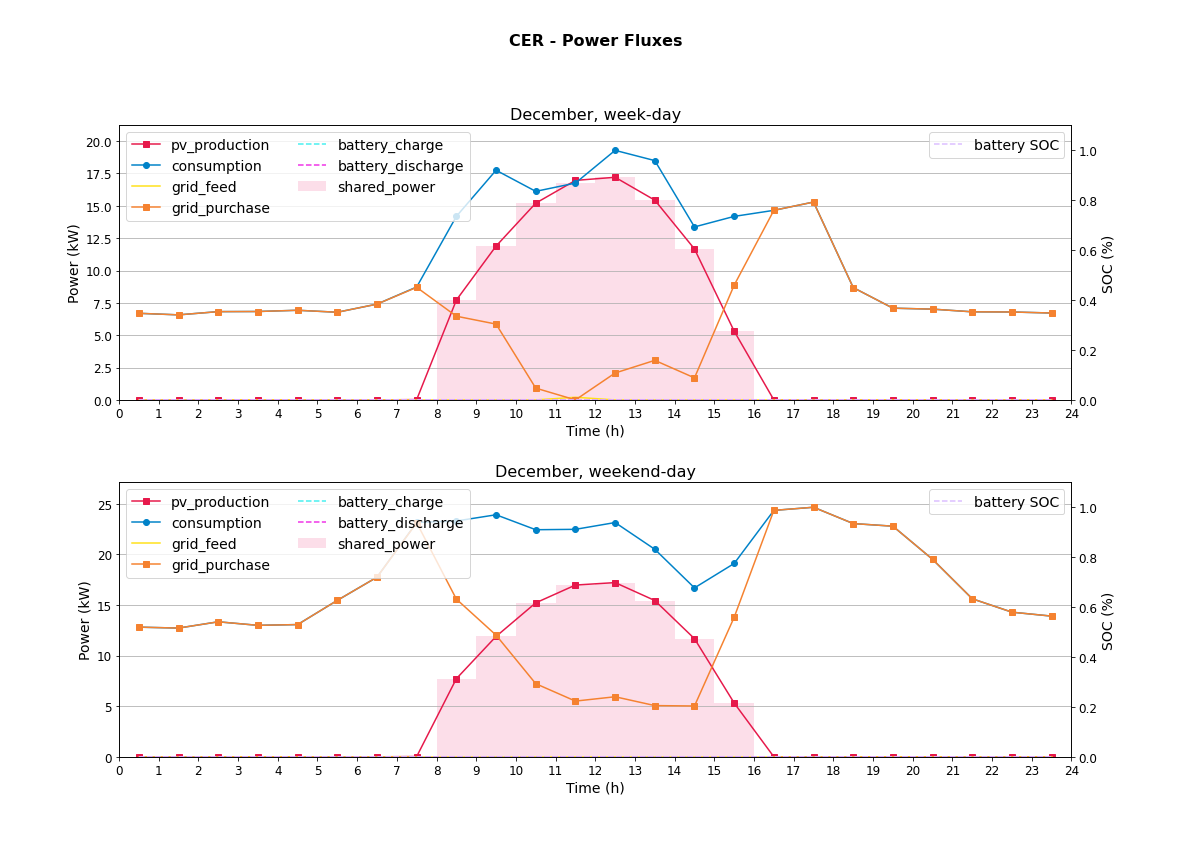 CER - Power Fluxes
December, week-day
pv_production
consumption
grid_feed
grid_purchase
battery_charge
battery_discharge
shared_power
battery SOC
Power (kW)
20.0
17.5
15.0
12.5
10.0
7.5
5.0
2.5
0.0
SOC (%)
1.0
0.8
0.6
0.4
0.2
0.0
0 1 2 3 4 5 6 7 8 9 10 11 12 13 14 15 16 17 18 19 20 21 22 23 24
Time (h)
December, weekend-day
pv_production
consumption
grid_feed
grid_purchase
battery_charge
battery_discharge
shared_power
battery SOC
Power (kW)
25
20
15
10
5
0
SOC (%)
1.0
0.8
0.6
0.4
0.2
0.0
0 1 2 3 4 5 6 7 8 9 10 11 12 13 14 15 16 17 18 19 20 21 22 23 24
Time (h)